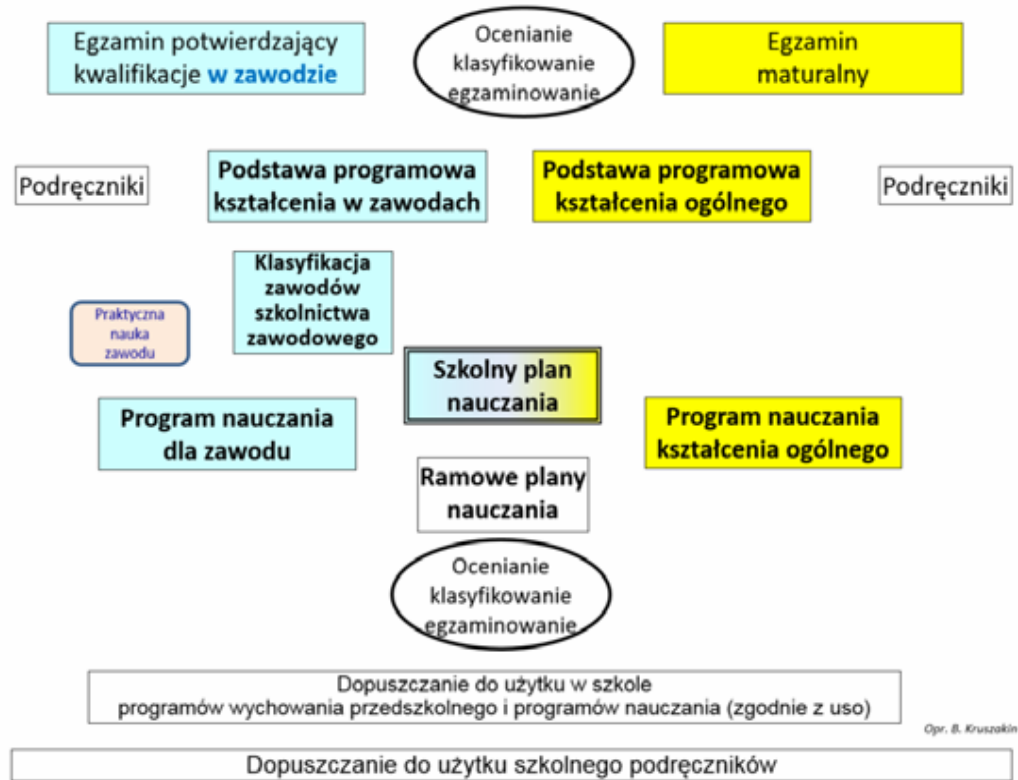 Egzamin potwierdzający
kwalifikacje w zawodzie
Ocenianie
klasyfikowanie
egzaminowanie
Egzamin
maturalny
Podręczniki
Podstawa programowa
kształcenia w zawodach
Podstawa programowa
kształcenia ogólnego
Podręczniki
Klasyfikacja
zawodów
szkolnictwa
zawodowego
Praktyczna
nauka
zawodu
Szkolny plan
nauczania
Program nauczania
dla zawodu
Program nauczania
kształcenia ogólnego
Ramowe plany
nauczania
Ocenianie
klasyfikowanie
egzaminowanie
Dopuszczanie do użytku w szkole
programów wychowania przedszkolnego i programów nauczania (zgodnie z uso)
Opr. B. Kruszakin
Dopuszczanie do użytku szkolnego podręczników